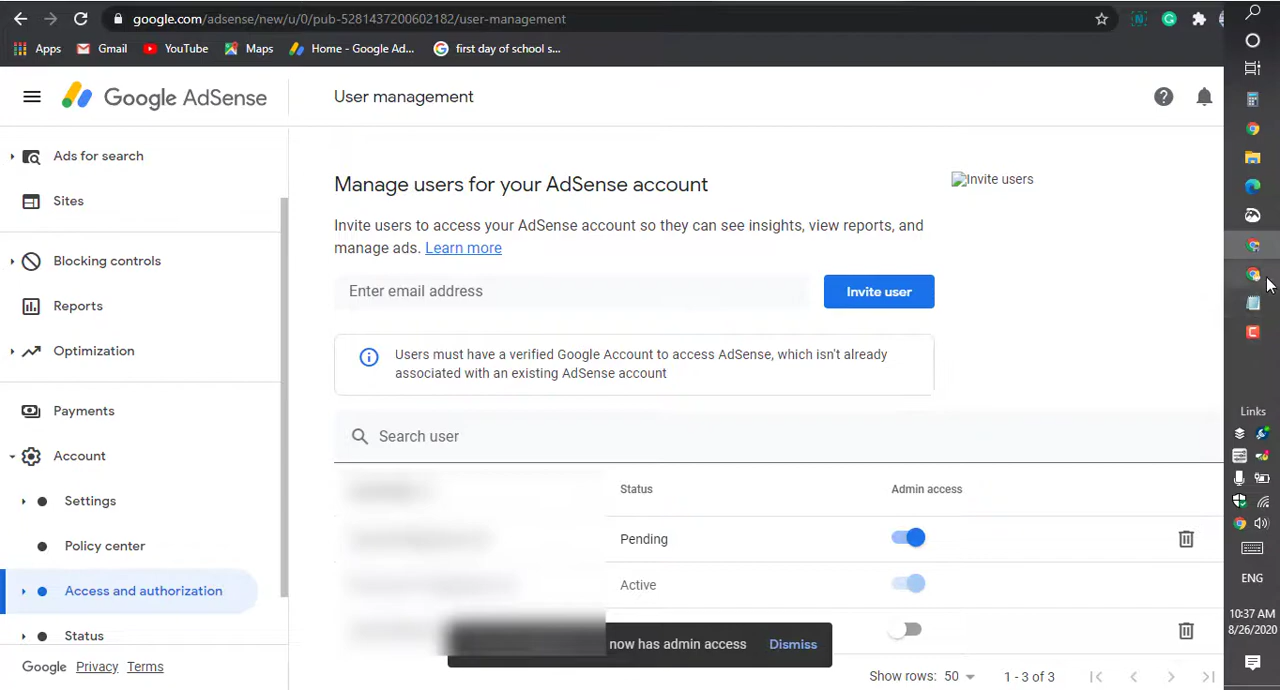 google.com/adsense/new/u/0/pub-5281437200602182/user-management
Apps Gmail YouTube Maps Home - Google Ad... first day of school s...
Google AdSense
User management
Ads for search
Sites
Blocking controls
Reports
Optimization
Payments
Account
Settings
Policy center
Access and authorization
Status
Google Privacy Terms
Manage users for your AdSense account
Invite users to access your AdSense account so they can see insights, view reports, and
manage ads. Learn more
Invite users
Enter email address
Invite user
Users must have a verified Google Account to access AdSense, which isn't already
associated with an existing AdSense account
Search user
Status Admin access
Pending
Active
now has admin access Dismiss
Show rows: 50 1 - 3 of 3
Links
ENG
10:37 AM
8/26/2020